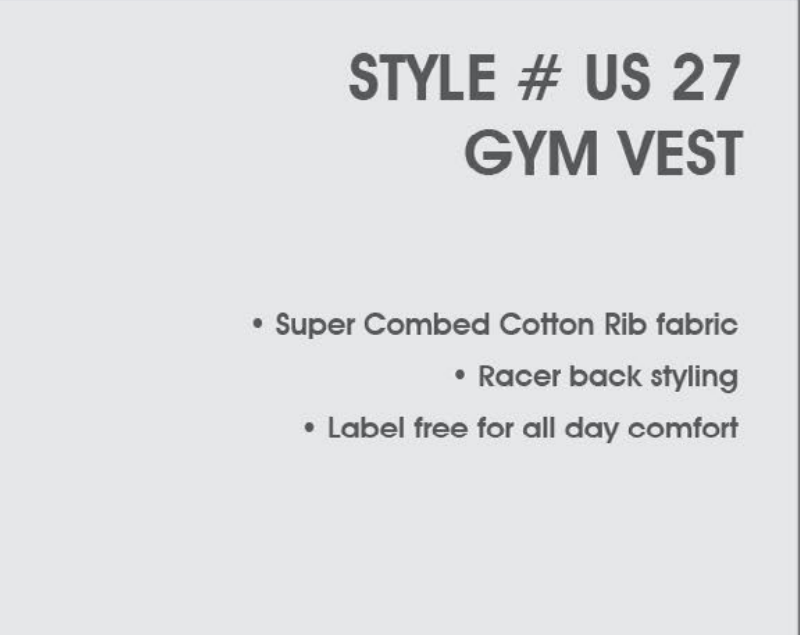 STYLE # US 27
GYM VEST
• Super Combed Cotton Rib fabric
• Racer back styling
• Label free for all day comfort